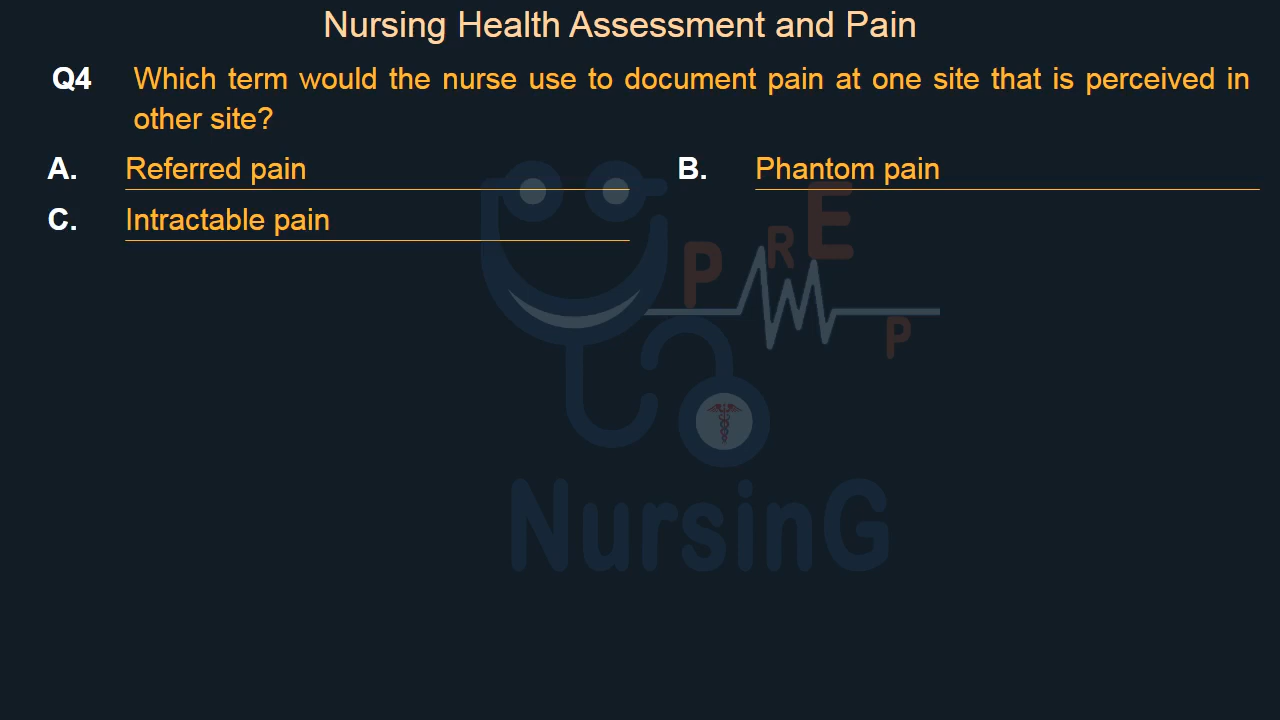 Nursing Health Assessment and Pain
Q4 Which term would the nurse use to document pain at one site that is perceived in
other site?
A. Referred pain B. Phantom pain
C. Intractable pain
P R E P
NursinG